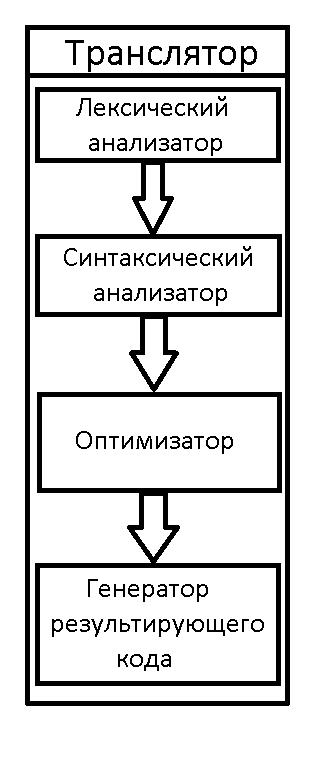 Транслятор
Лексический
анализатор
Синтаксический
анализатор
Оптимизатор
Генератор
результирующего
кода